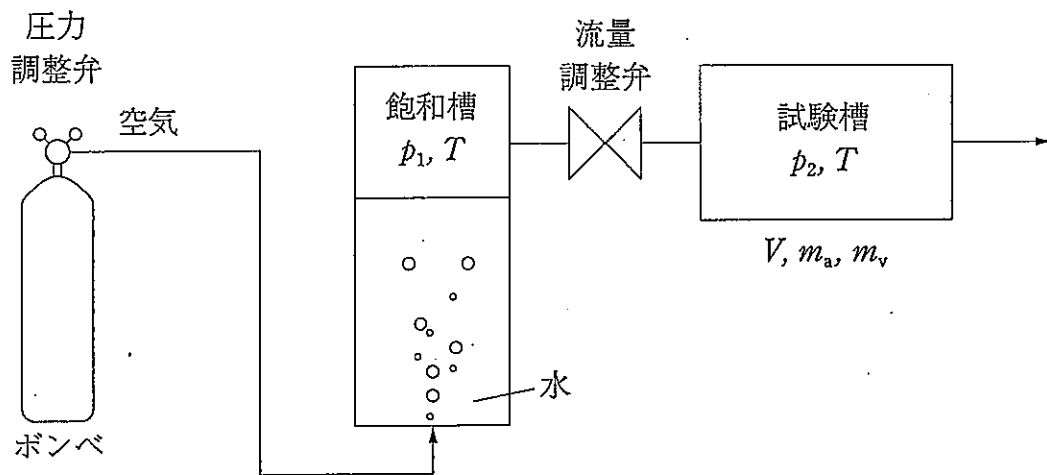 圧力
調整弁
空気
ボンベ
飽和槽
p₁, T
水
流量
調整弁
試験槽
p₂, T
V, mₐ, mᵥ